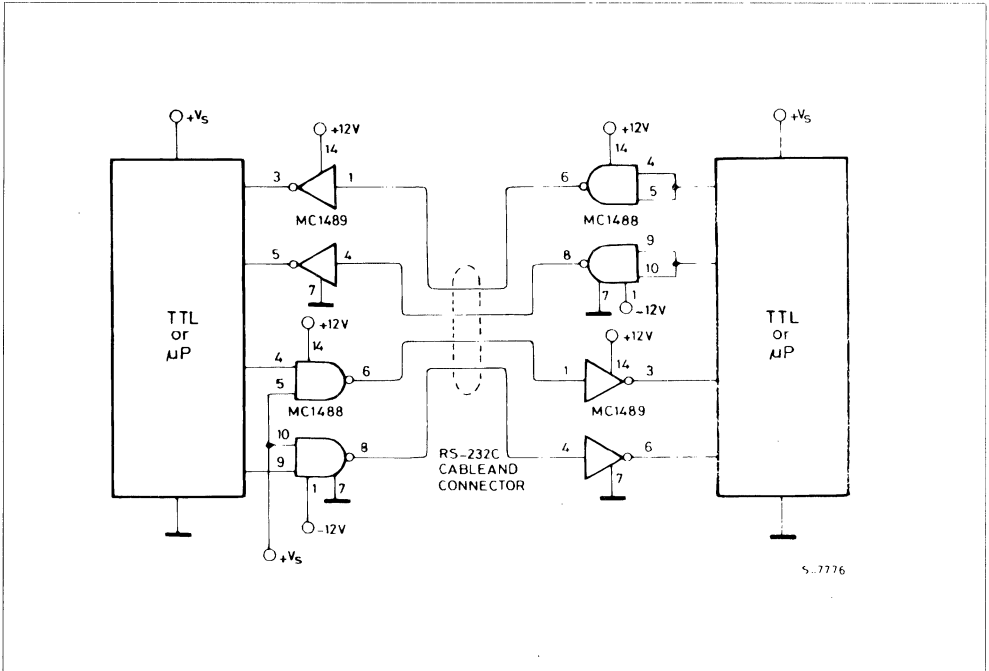 +Vs
+12V
14
3
1
MC1489
5
4
7
TTL
or
µP
+12V
14
4
6
5
MC1488
10
8
9
1
7
-12V
+Vs
RS-232C
CABLEAND
CONNECTOR
+12V
14
4
6
5
MC1488
9
8
10
7
1
-12V
+12V
14
1
3
MC1489
4
6
7
+Vs
TTL
or
µP
S-7776